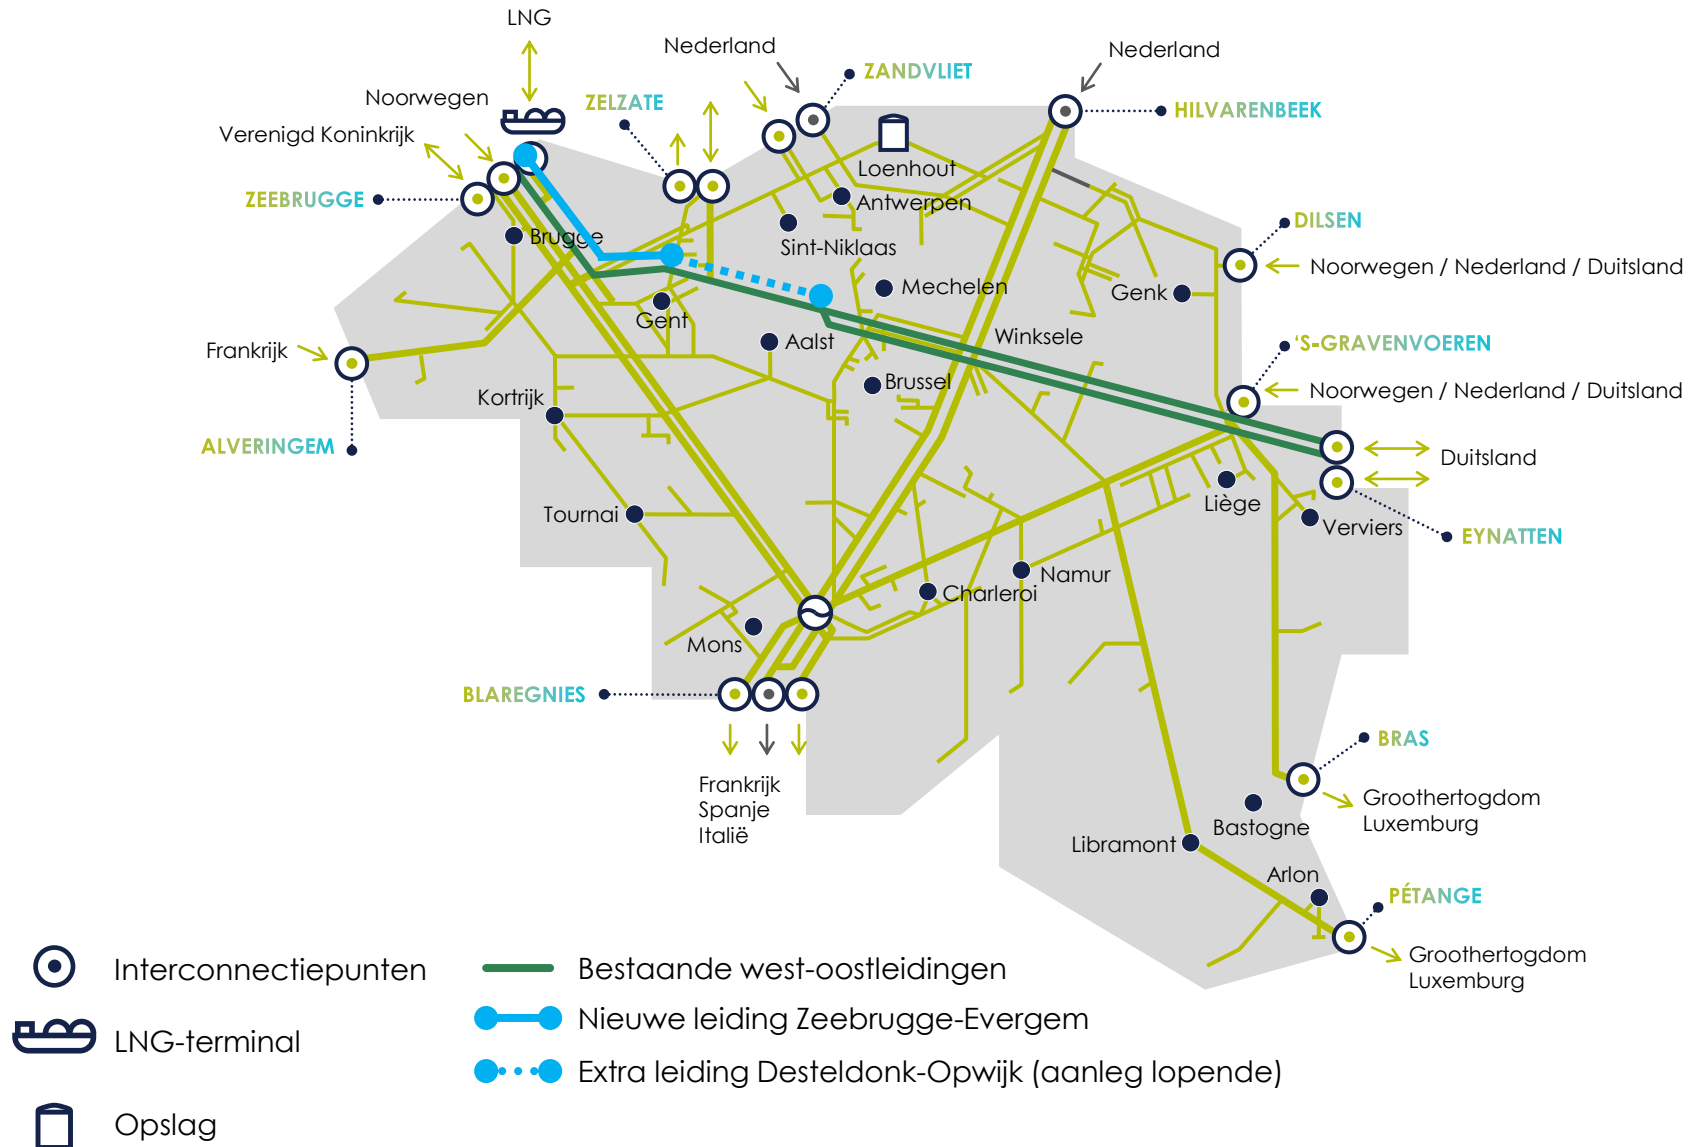 LNG
Nederland
Nederland
ZANDVLIET
Noorwegen
ZELZATE
HILVARENBEEK
Verenigd Koninkrijk
Loenhout
ZEEBRUGGE
Antwerpen
DILSEN
Brugge
Sint-Niklaas
Noorwegen / Nederland / Duitsland
Mechelen
Genk
Gent
Winksele
Aalst
'S-GRAVENVOEREN
Frankrijk
Brussel
Noorwegen / Nederland / Duitsland
Kortrijk
ALVERINGEM
Duitsland
Liège
Tournai
Verviers
EYNATTEN
Namur
Charleroi
Mons
BLAREGNIES
BRAS
Frankrijk
Spanje
Italië
Groothertogdom
Luxemburg
Bastogne
Libramont
Arlon
PÉTANGE
Groothertogdom
Luxemburg
Interconnectiepunten
Bestaande west-oostleidingen
Nieuwe leiding Zeebrugge-Evergem
LNG-terminal
Extra leiding Desteldonk-Opwijk (aanleg lopende)
Opslag